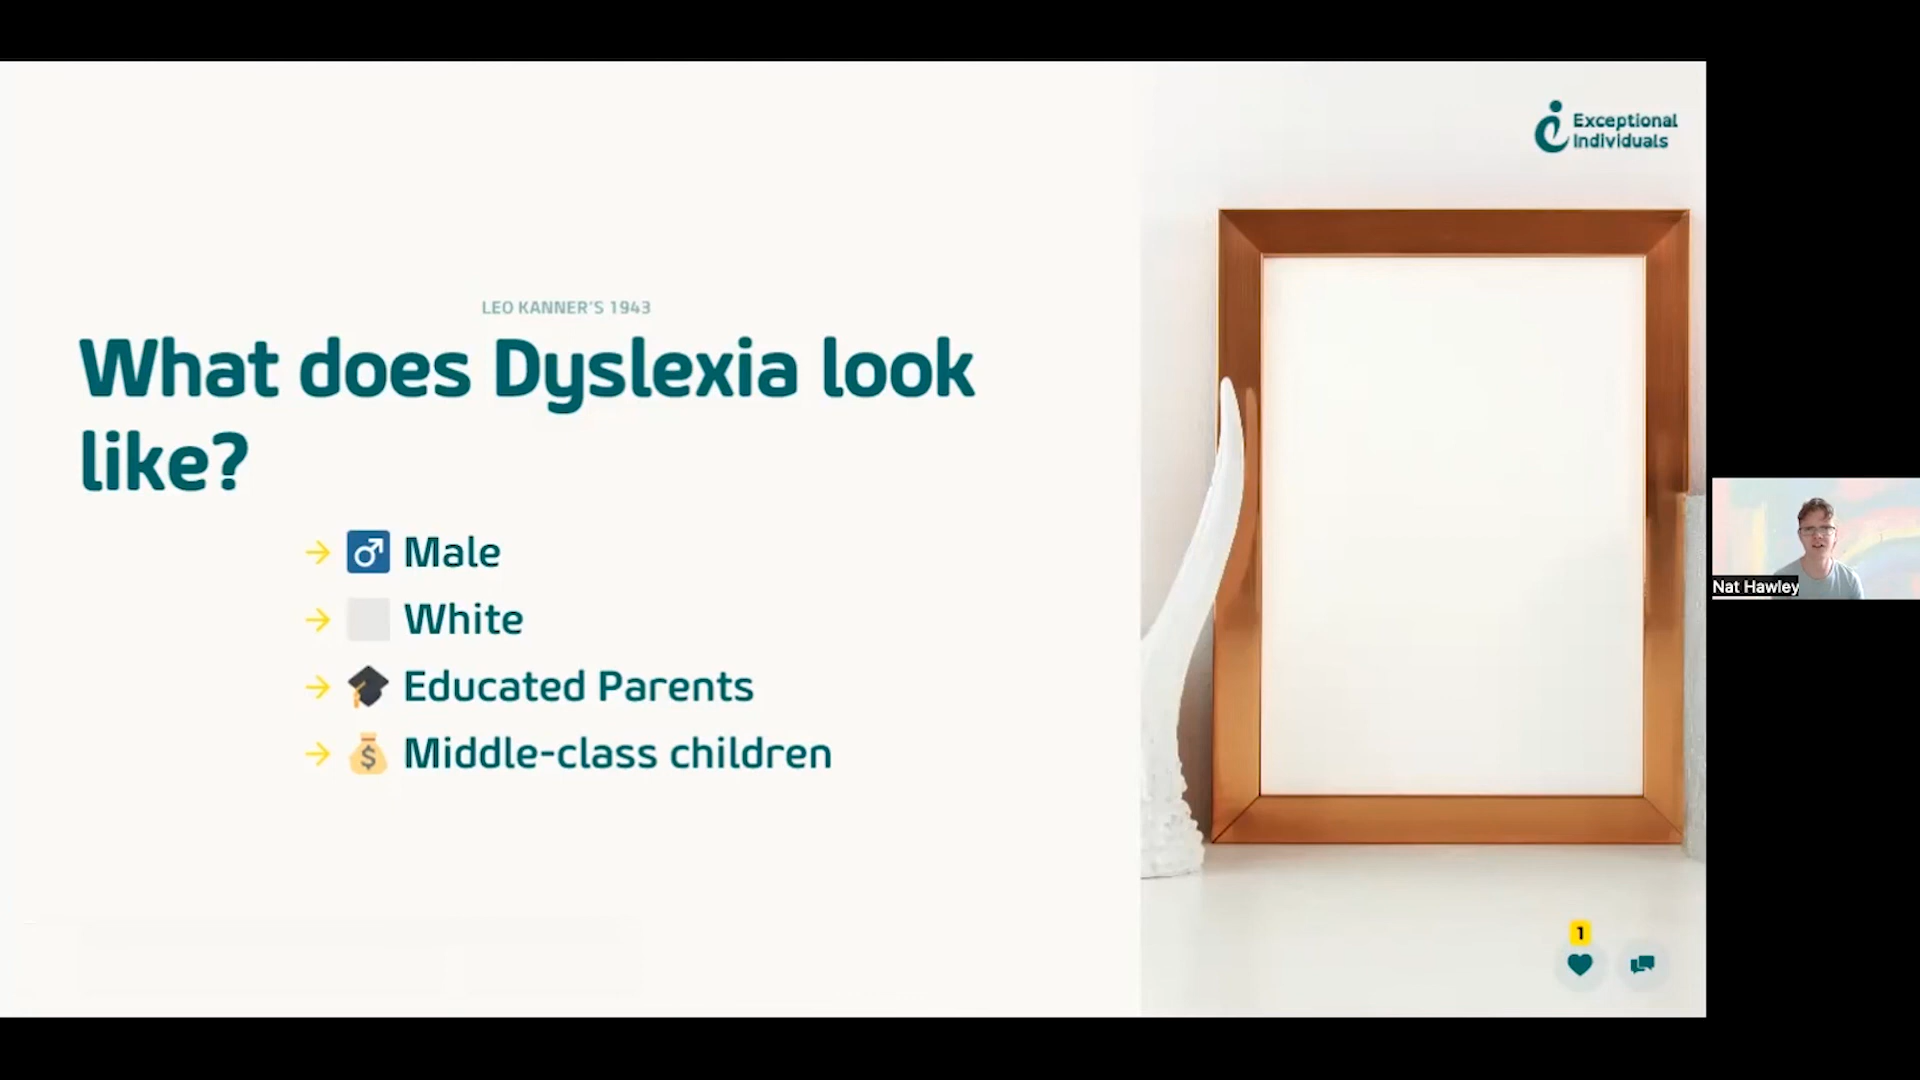 Exceptional
Individuals
LEO KANNER'S 1943
What does Dyslexia look
like?
Male
White
Educated Parents
Middle-class children
1
Nat Hawley